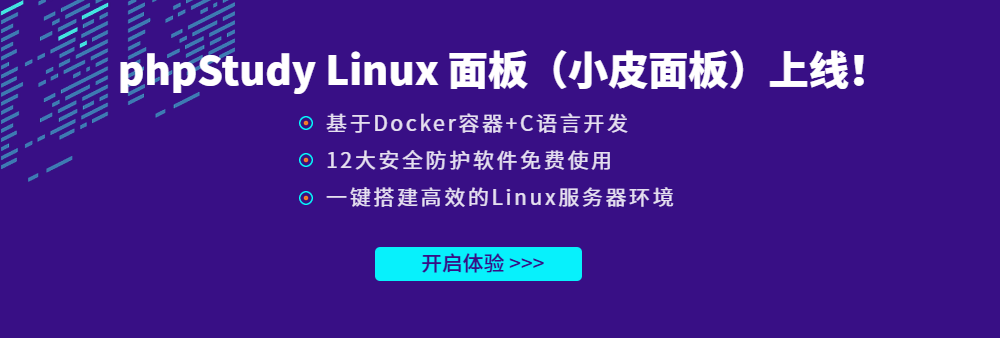 phpStudy Linux 面板（小皮面板）上线！
基于Docker容器+C语言开发
12大安全防护软件免费使用
一键搭建高效的Linux服务器环境
开启体验 >>>